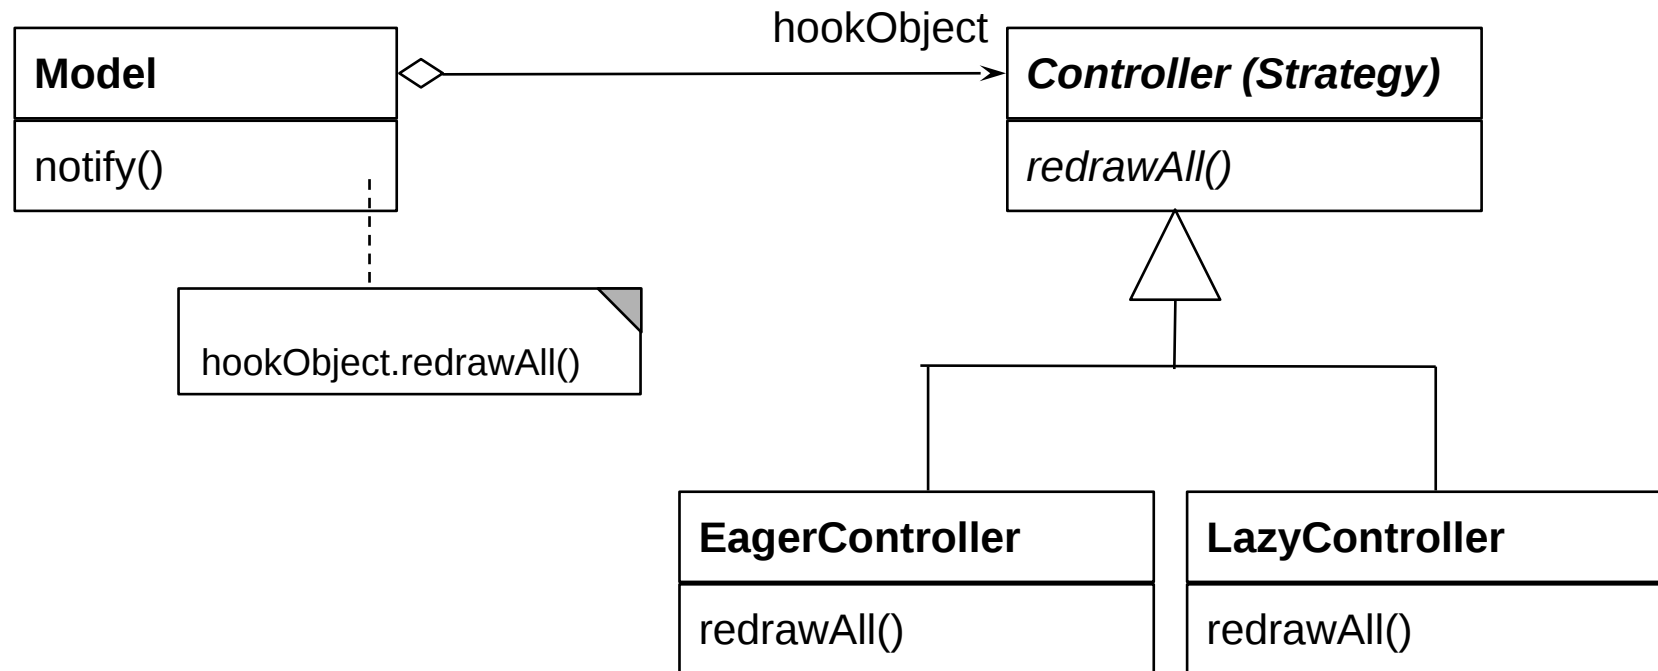 hookObject
Model
Controller (Strategy)
notify()
redrawAll()
hookObject.redrawAll()
EagerController
LazyController
redrawAll()
redrawAll()